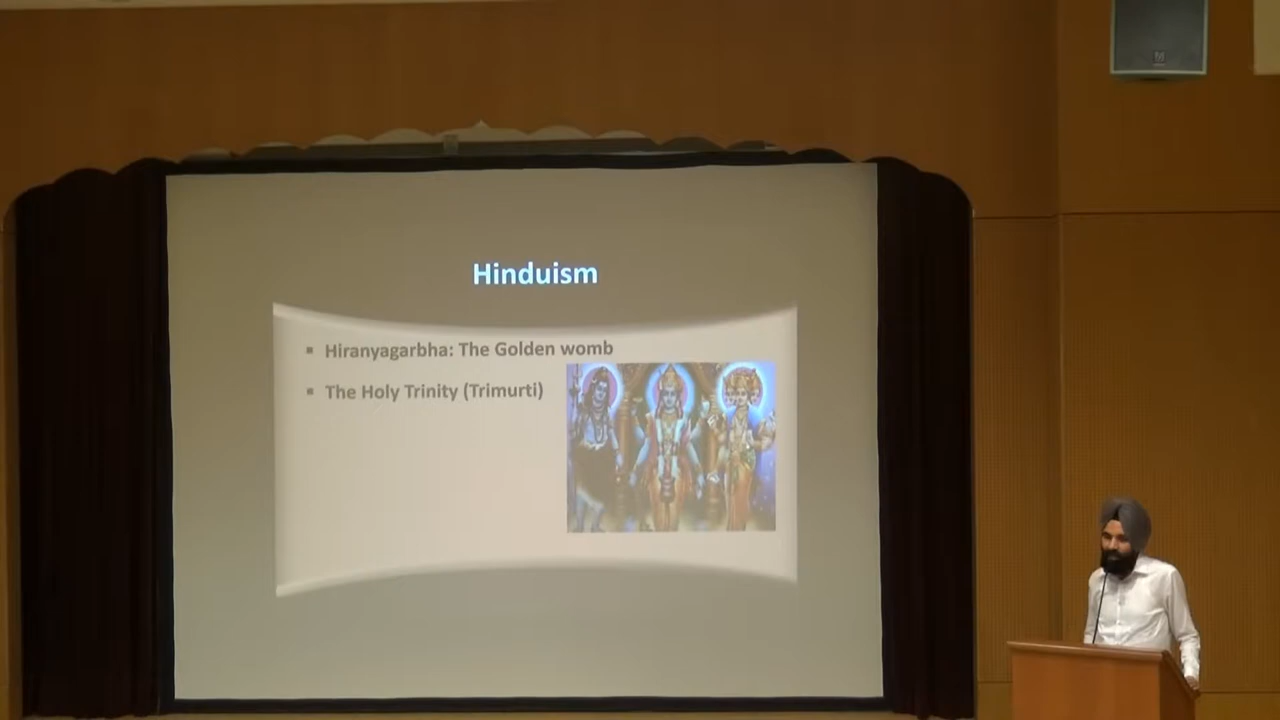 Hinduism
▪ Hiranyagarbha: The Golden womb
▪ The Holy Trinity (Trimurti)